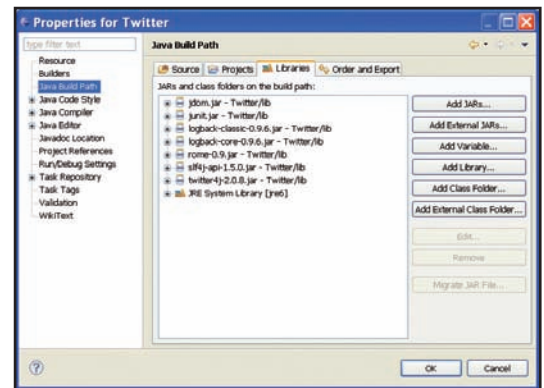 Properties for Twitter
type filter text
Resource
Builders
Java Build Path
Java Code Style
Java Compiler
Java Editor
Javadoc Location
Project References
Run/Debug Settings
Task Repository
Task Tags
Validation
WikiText
Java Build Path
Source
Projects
Libraries
Order and Export
JARs and class folders on the build path:
jdom.jar - Twitter/lib
junit.jar - Twitter/lib
logback-classic-0.9.6.jar - Twitter/lib
logback-core-0.9.6.jar - Twitter/lib
rome-0.9.jar - Twitter/lib
slf4j-api-1.5.0.jar - Twitter/lib
twitter4j-2.0.8.jar - Twitter/lib
JRE System Library [jre6]
Add JARs...
Add External JARs...
Add Variable...
Add Library...
Add Class Folder...
Add External Class Folder...
Edit...
Remove
Migrate JAR File...
OK
Cancel